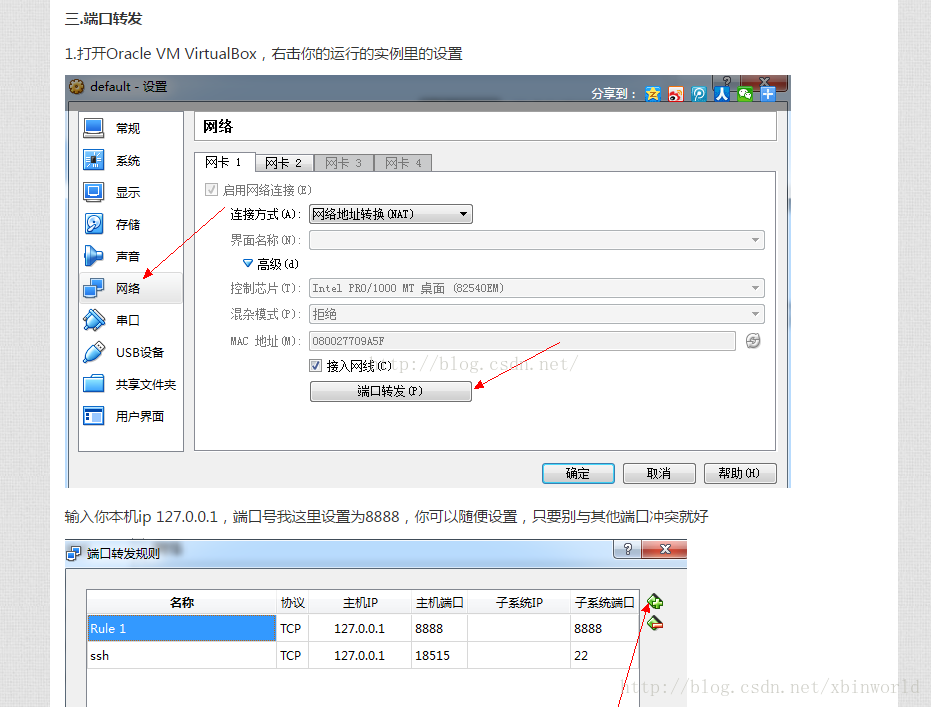 三.端口转发
1.打开Oracle VM VirtualBox，右击你的运行的实例里的设置
default - 设置
分享到：
常规
系统
显示
存储
声音
网络
串口
USB设备
共享文件夹
用户界面
网络
网卡 1 网卡 2 网卡 3 网卡 4
启用网络连接(E)
连接方式(A): 网络地址转换(NAT)
界面名称(N):
高级(d)
控制芯片(T): Intel PRO/1000 MT 桌面 (82540EM)
混杂模式(P): 拒绝
MAC 地址(M): 080027709A5F
接入网线(C)
http://blog.csdn.net/
端口转发(P)
确定 取消 帮助(H)
输入你本机ip 127.0.0.1，端口号我这里设置为8888，你可以随便设置，只要别与其他端口冲突就好
端口转发规则
名称 协议 主机IP 主机端口 子系统IP 子系统端口
Rule 1 TCP 127.0.0.1 8888 8888
ssh TCP 127.0.0.1 18515 22
http://blog.csdn.net/xbinworld